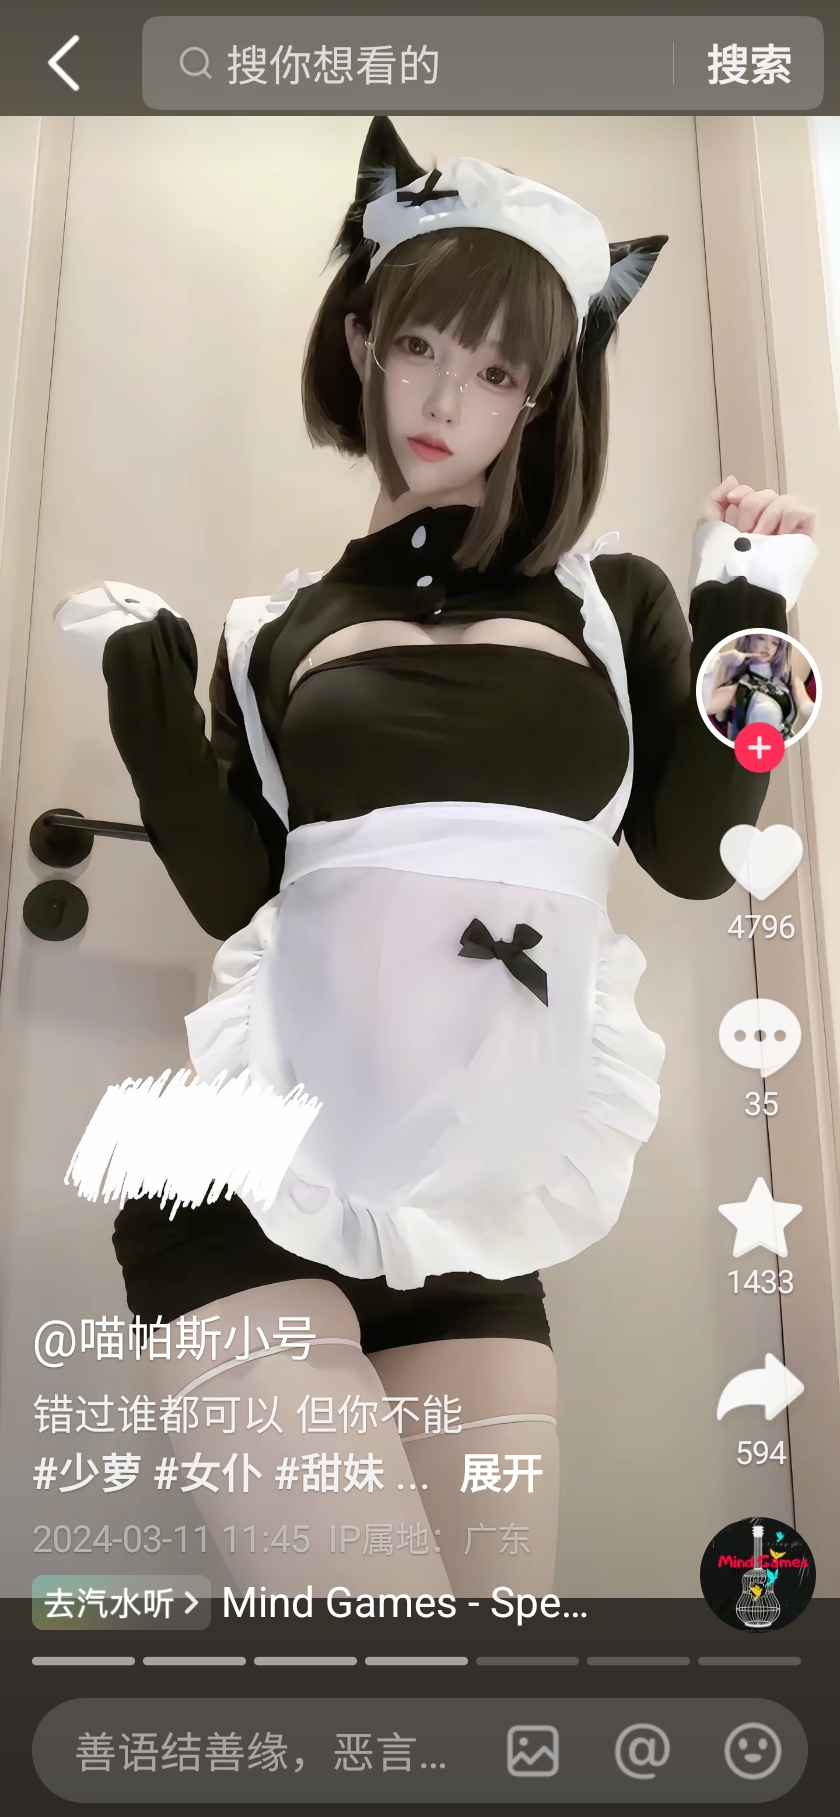 搜你想看的
搜索
4796
35
1433
594
@喵帕斯小号
错过谁都可以 但你不能
#少萝 #女仆 #甜妹 ... 展开
2024-03-11 11:45 IP属地：广东
Mind Games
去汽水听 Mind Games - Spe...
善语结善缘，恶言...
@